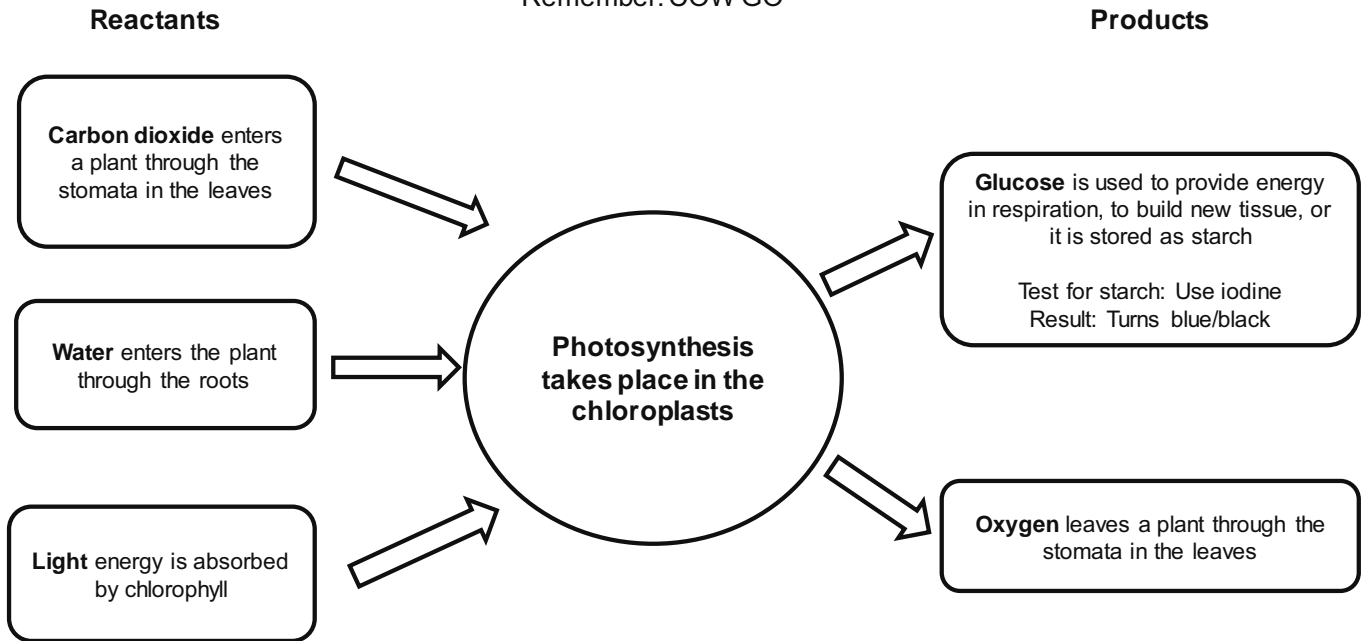 Remember: COW GO
Reactants
Products
Carbon dioxide enters
a plant through the
stomata in the leaves
Water enters the plant
through the roots
Light energy is absorbed
by chlorophyll
Photosynthesis
takes place in the
chloroplasts
Glucose is used to provide energy
in respiration, to build new tissue, or
it is stored as starch
Test for starch: Use iodine
Result: Turns blue/black
Oxygen leaves a plant through the
stomata in the leaves